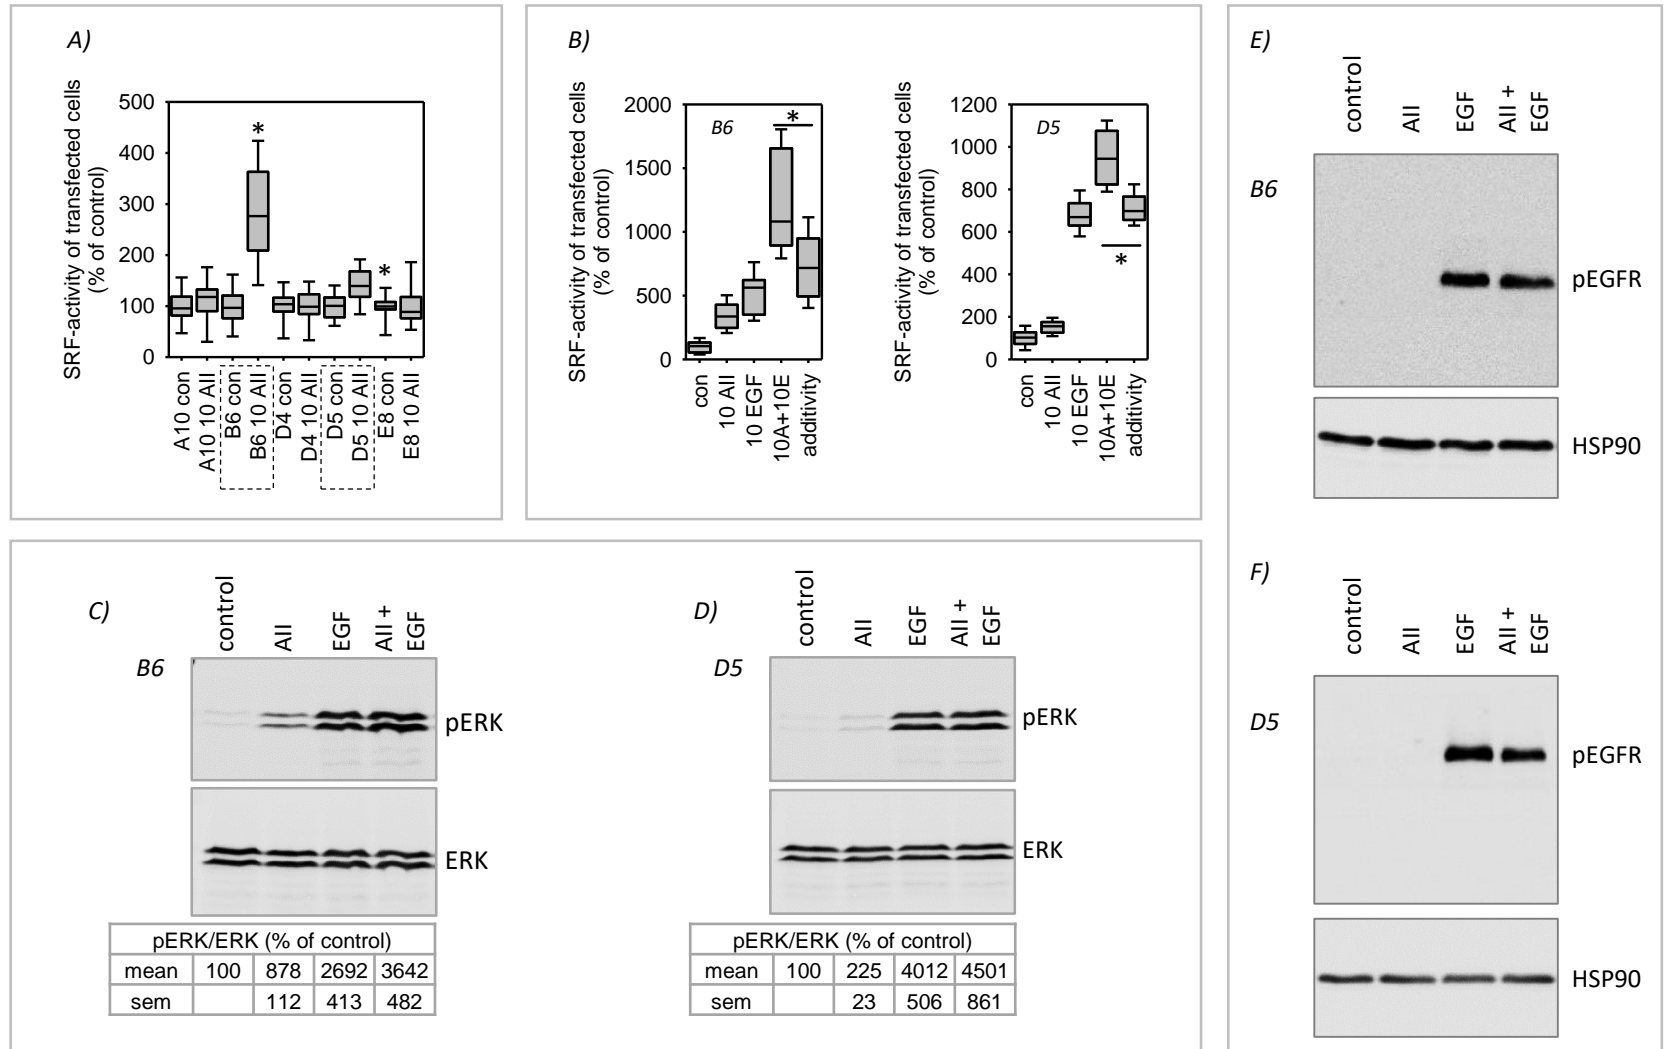 A)
SRF-activity of transfected cells
(% of control)
500
400
300
200
100
0
*
*
A10 con
A10 10 AII
B6 con
B6 10 AII
D4 con
D4 10 AII
D5 con
D5 10 AII
E8 con
E8 10 AII
B)
SRF-activity of transfected cells
(% of control)
2000
1500
1000
500
0
B6
*
con
10 AII
10 EGF
10A+10E
additivity
SRF-activity of transfected cells
(% of control)
1200
1000
800
600
400
200
0
D5
*
con
10 AII
10 EGF
10A+10E
additivity
C)
B6
control
AII
EGF
AII +
EGF
pERK
ERK
pERK/ERK (% of control)
mean 100 878 2692 3642
sem 112 413 482
D)
D5
control
AII
EGF
AII +
EGF
pERK
ERK
pERK/ERK (% of control)
mean 100 225 4012 4501
sem 23 506 861
E)
B6
control
AII
EGF
AII +
EGF
pEGFR
HSP90
F)
D5
control
AII
EGF
AII +
EGF
pEGFR
HSP90